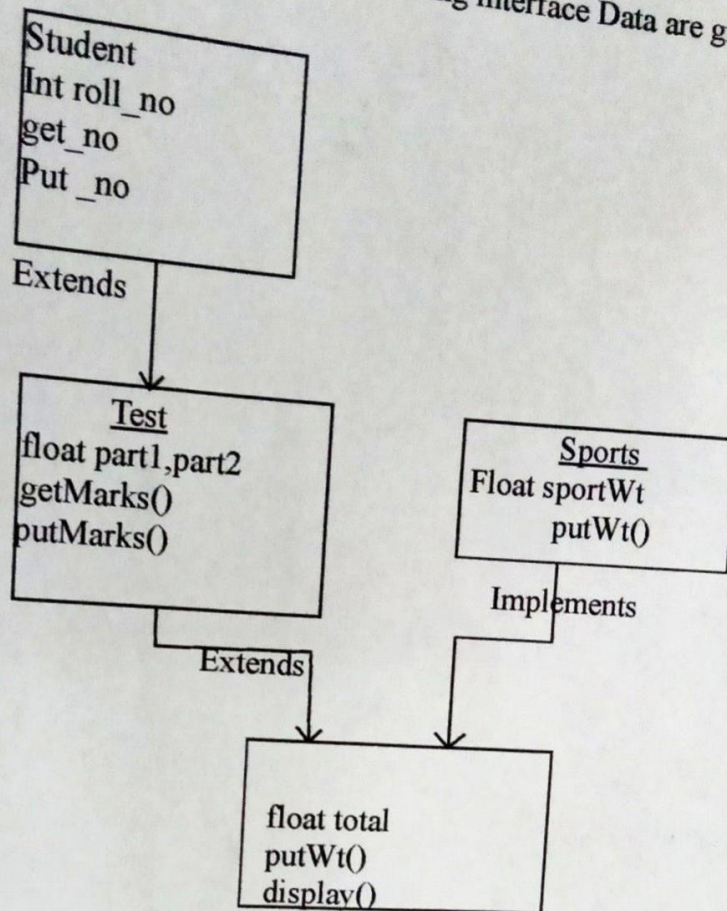 Interface Data are
Student
Int roll_no
get_no
Put _no
Extends
Test
float part1,part2
getMarks()
putMarks()
Sports
Float sportWt
putWt()
Implements
Extends
float total
putWt()
display()